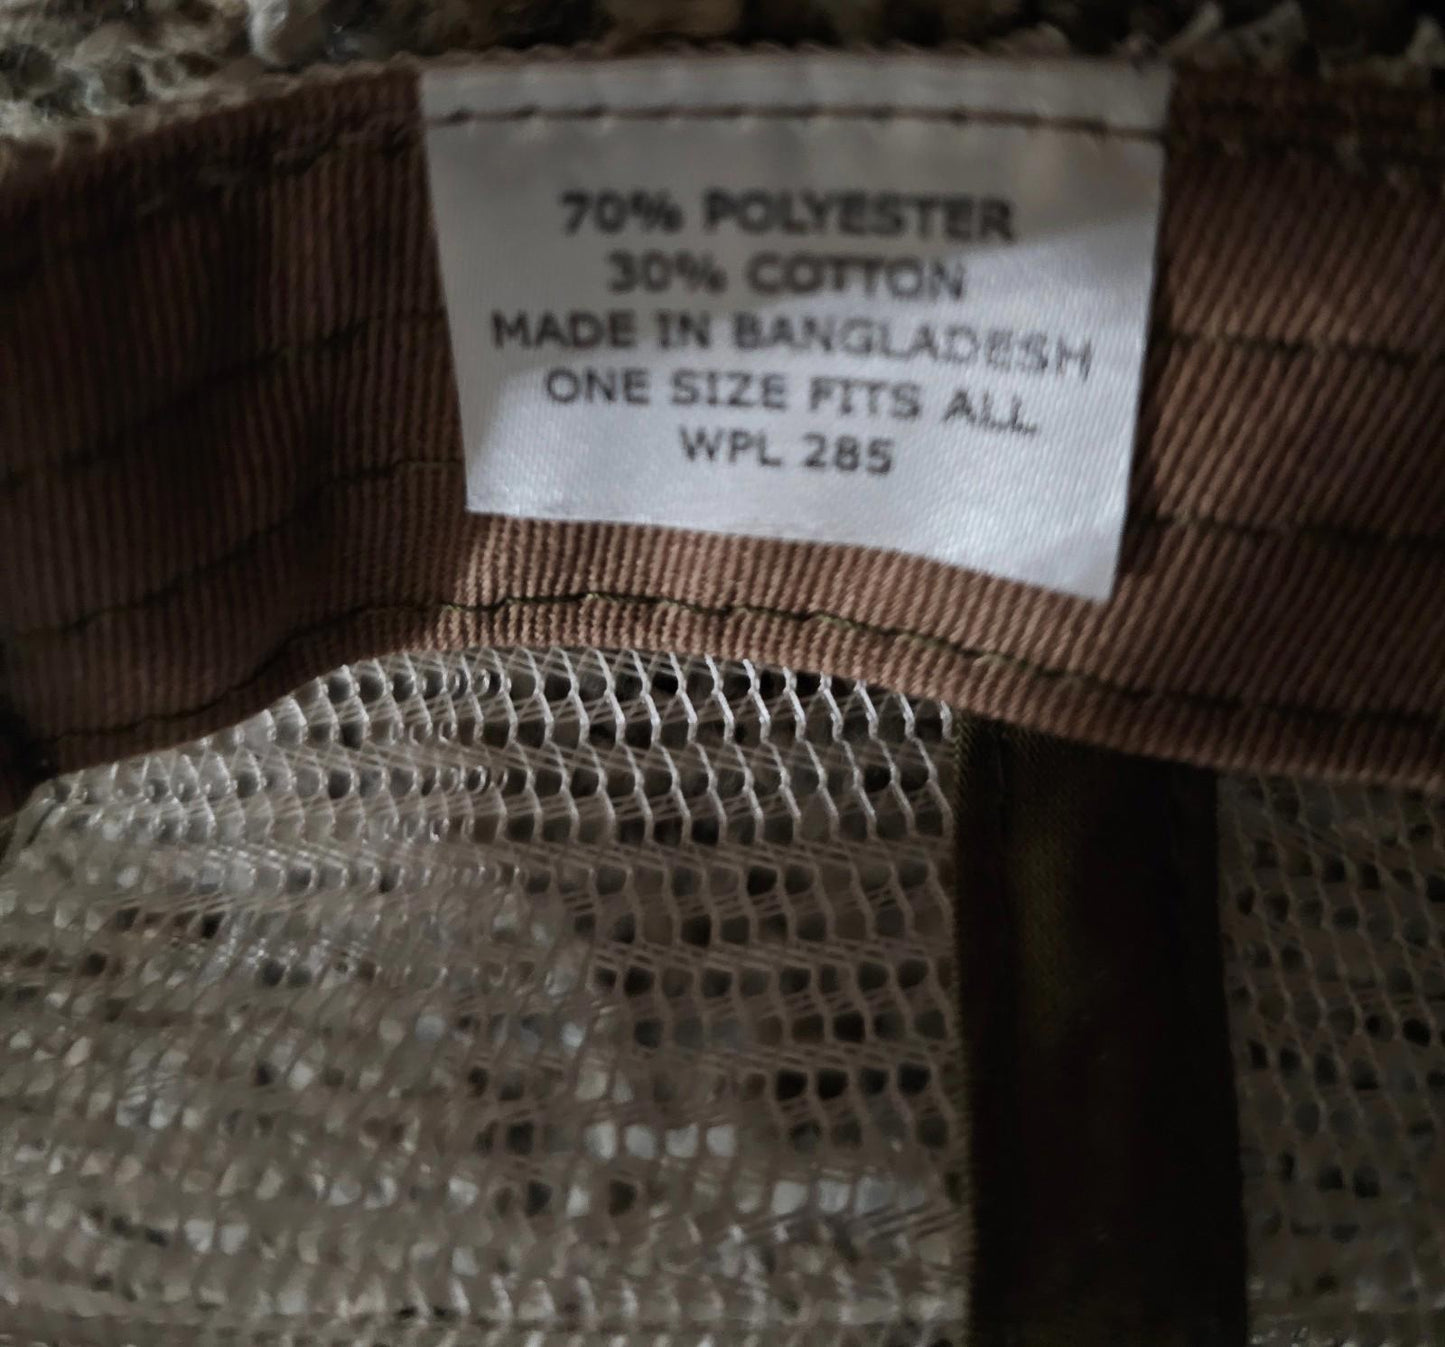 70% POLYESTER
30% COTTON
MADE IN BANGLADESH
ONE SIZE FITS ALL
WPL 285